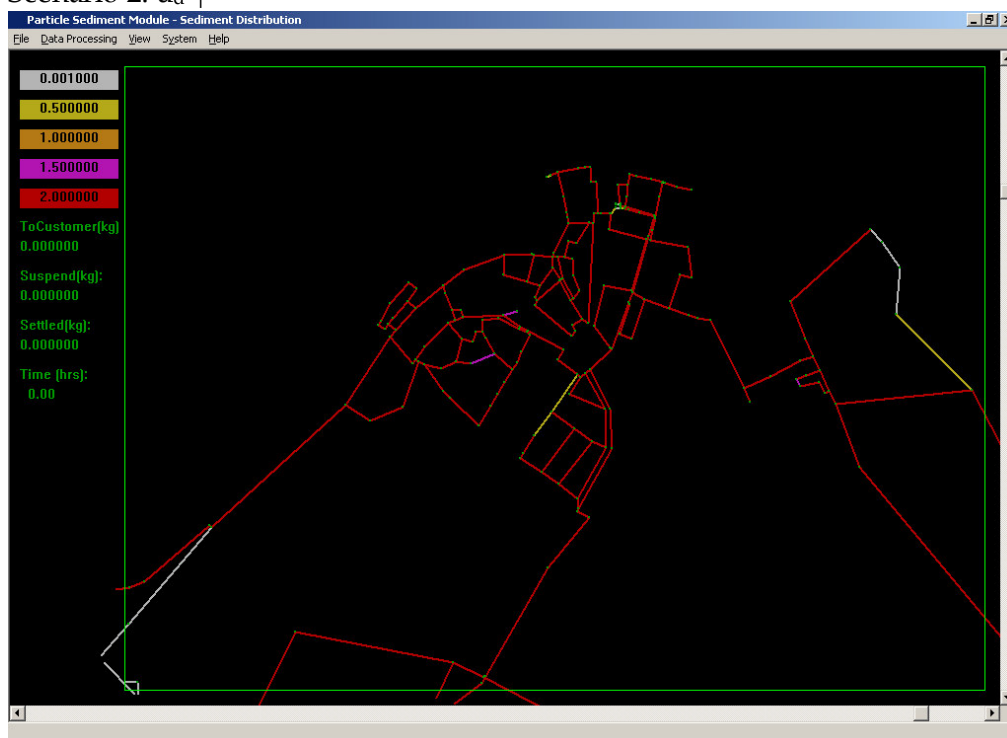 Particle Sediment Module - Sediment Distribution
File Data Processing View System Help
0.001000
0.500000
1.000000
1.500000
2.000000
ToCustomer(kg)
0.000000
Suspend(kg):
0.000000
Settled(kg):
0.000000
Time (hrs):
0.00